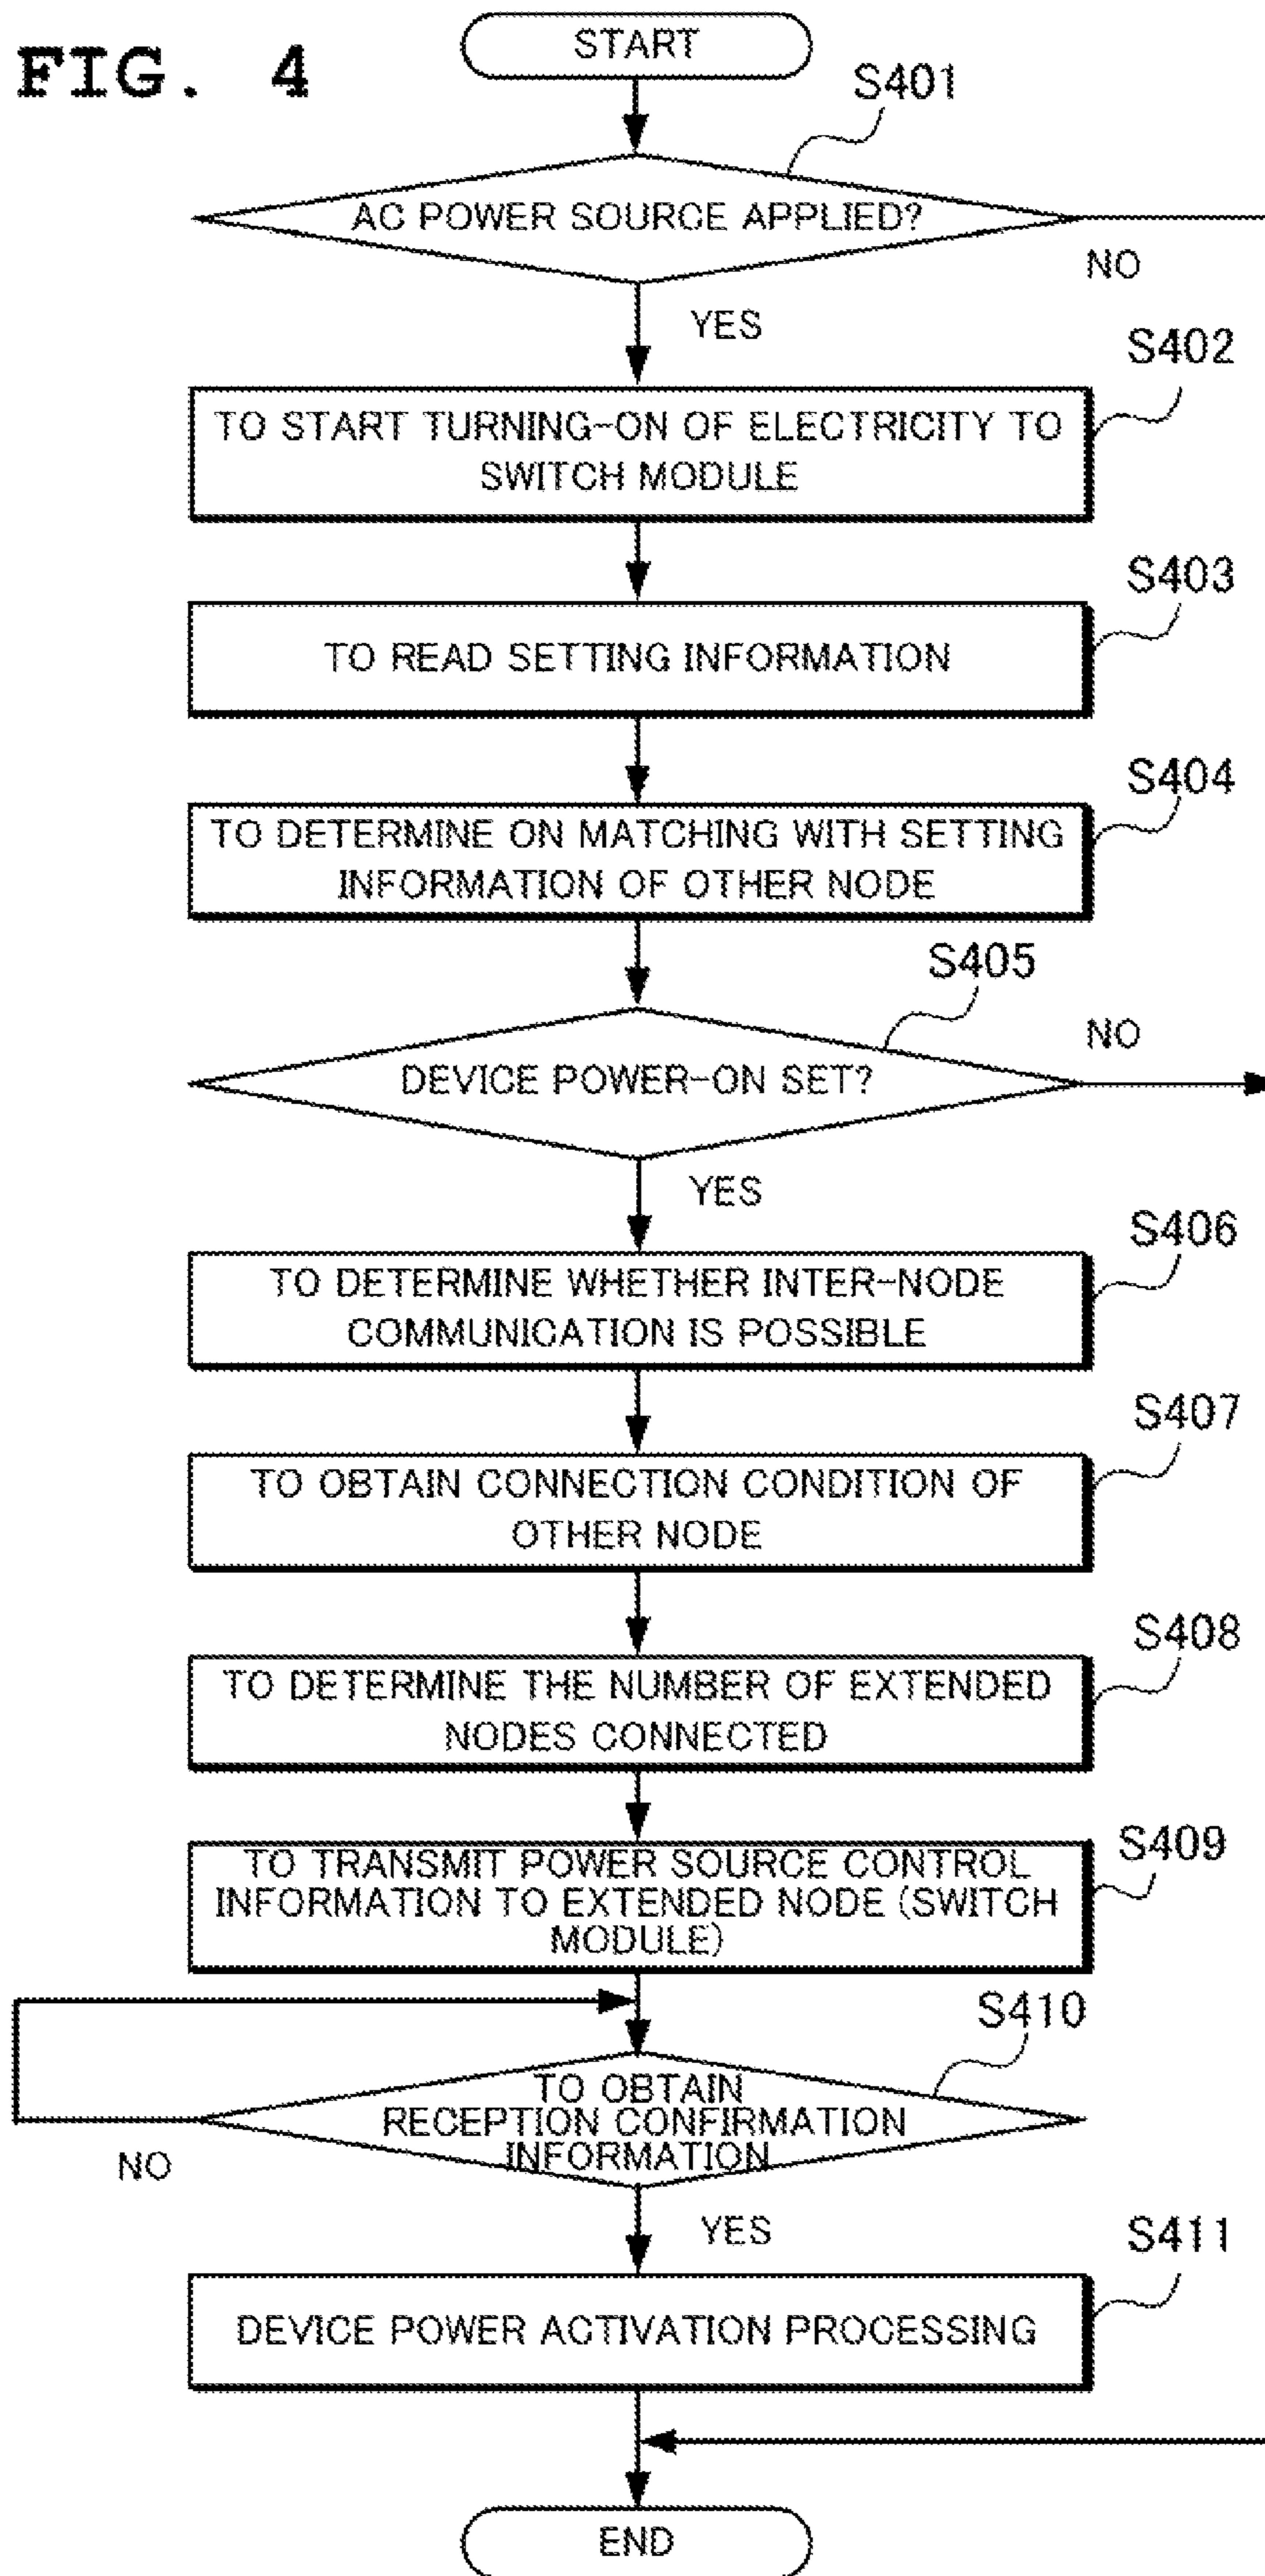 FIG. 4
START
S401
AC POWER SOURCE APPLIED?
NO
YES
S402
TO START TURNING-ON OF ELECTRICITY TO
SWITCH MODULE
S403
TO READ SETTING INFORMATION
S404
TO DETERMINE ON MATCHING WITH SETTING
INFORMATION OF OTHER NODE
S405
DEVICE POWER-ON SET?
NO
YES
S406
TO DETERMINE WHETHER INTER-NODE
COMMUNICATION IS POSSIBLE
S407
TO OBTAIN CONNECTION CONDITION OF
OTHER NODE
S408
TO DETERMINE THE NUMBER OF EXTENDED
NODES CONNECTED
S409
TO TRANSMIT POWER SOURCE CONTROL
INFORMATION TO EXTENDED NODE (SWITCH
MODULE)
S410
TO OBTAIN
RECEPTION CONFIRMATION
INFORMATION
NO
YES
S411
DEVICE POWER ACTIVATION PROCESSING
END